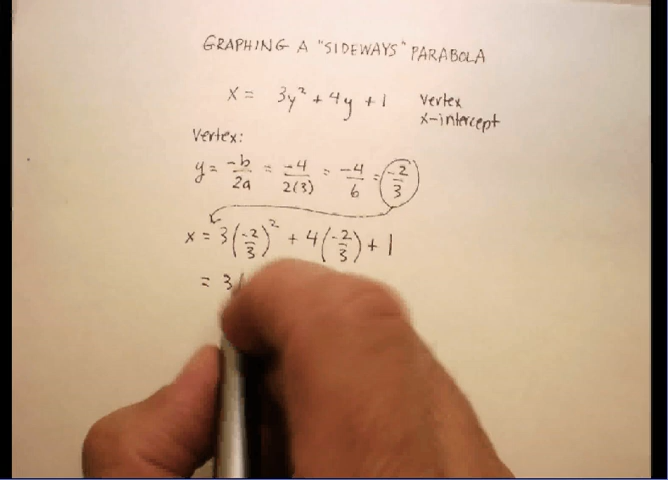 GRAPHING A "SIDEWAYS" PARABOLA
x = 3y² + 4y + 1 vertex
x-intercept
Vertex:
y = -b/2a = -4/2(3) = -4/6 = -2/3
x = 3(-2/3)² + 4(-2/3) + 1
= 3(